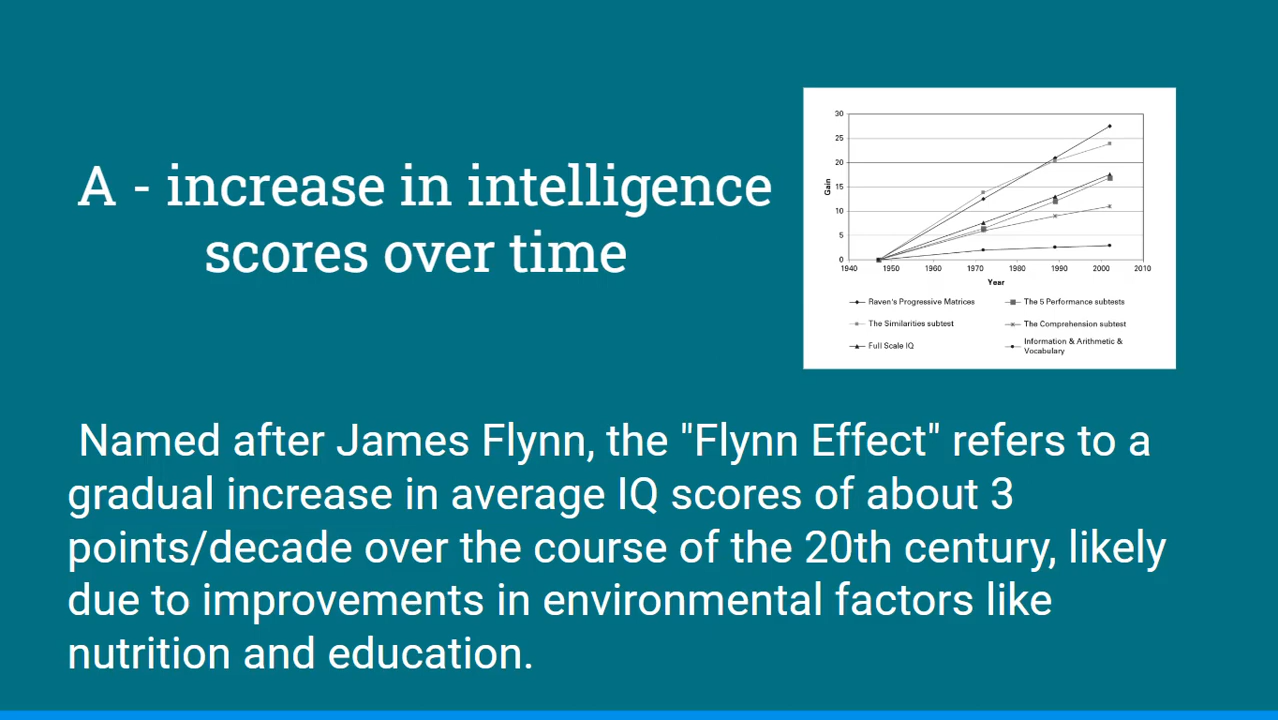 A - increase in intelligence
scores over time
30
25
20
15
10
5
0
Gain
1940 1950 1960 1970 1980 1990 2000 2010
Year
Raven's Progressive Matrices
The 5 Performance subtests
The Similarities subtest
The Comprehension subtest
Full Scale IQ
Information & Arithmetic &
Vocabulary
Named after James Flynn, the "Flynn Effect" refers to a
gradual increase in average IQ scores of about 3
points/decade over the course of the 20th century, likely
due to improvements in environmental factors like
nutrition and education.